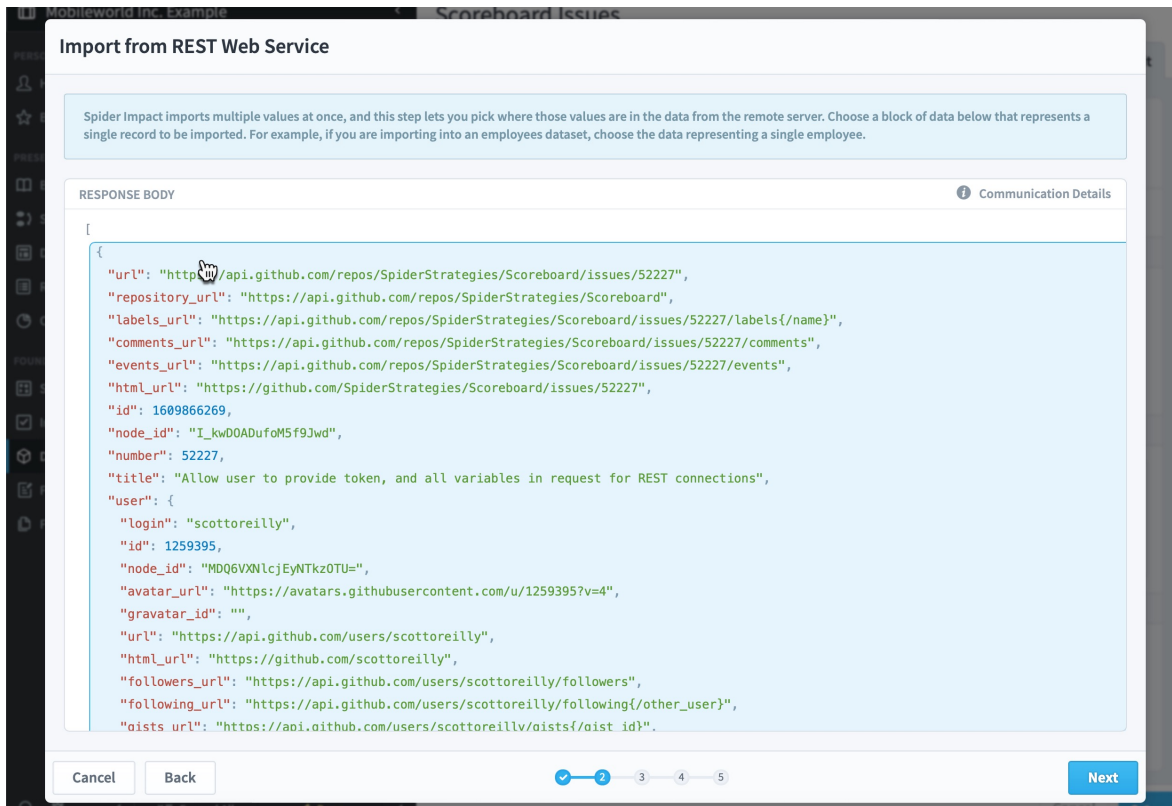 Mobileworld Inc. Example
Scoreboard Issues
Import from REST Web Service
Spider Impact imports multiple values at once, and this step lets you pick where those values are in the data from the remote server. Choose a block of data below that represents a
single record to be imported. For example, if you are importing into an employees dataset, choose the data representing a single employee.
RESPONSE BODY
Communication Details
[
{
"url": "http //api.github.com/repos/SpiderStrategies/Scoreboard/issues/52227",
"repository_url": "https://api.github.com/repos/SpiderStrategies/Scoreboard",
"labels_url": "https://api.github.com/repos/SpiderStrategies/Scoreboard/issues/52227/labels{/name}",
"comments_url": "https://api.github.com/repos/SpiderStrategies/Scoreboard/issues/52227/comments",
"events_url": "https://api.github.com/repos/SpiderStrategies/Scoreboard/issues/52227/events",
"html_url": "https://github.com/SpiderStrategies/Scoreboard/issues/52227",
"id": 1609866269,
"node_id": "I_kwDOADufoM5f9Jwd",
"number": 52227,
"title": "Allow user to provide token, and all variables in request for REST connections",
"user": {
"login": "scottoreilly",
"id": 1259395,
"node_id": "MDQ6VXNlcjEyNTkzOTU=",
"avatar_url": "https://avatars.githubusercontent.com/u/1259395?v=4",
"gravatar_id": "",
"url": "https://api.github.com/users/scottoreilly",
"html_url": "https://github.com/scottoreilly",
"followers_url": "https://api.github.com/users/scottoreilly/followers",
"following_url": "https://api.github.com/users/scottoreilly/following{/other_user}",
"gists_url": "https://api.github.com/users/scottoreilly/gists{/gist_id}",
Cancel
Back
2 3 4 5
Next